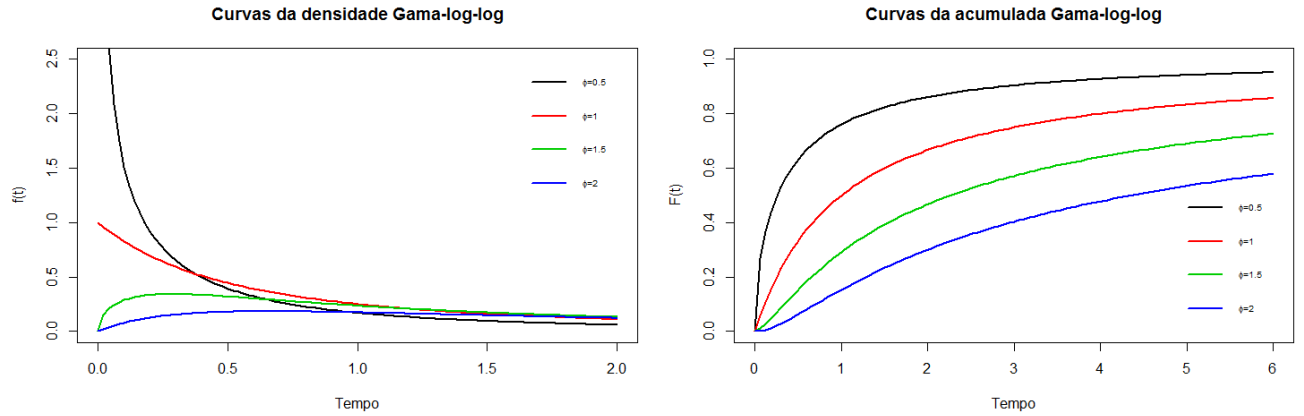 Curvas da densidade Gama-log-log
f(t)
2.5
2.0
1.5
1.0
0.5
0.0
ϕ=0.5
ϕ=1
ϕ=1.5
ϕ=2
0.0 0.5 1.0 1.5 2.0
Tempo
Curvas da acumulada Gama-log-log
F(t)
1.0
0.8
0.6
0.4
0.2
0.0
ϕ=0.5
ϕ=1
ϕ=1.5
ϕ=2
0 1 2 3 4 5 6
Tempo